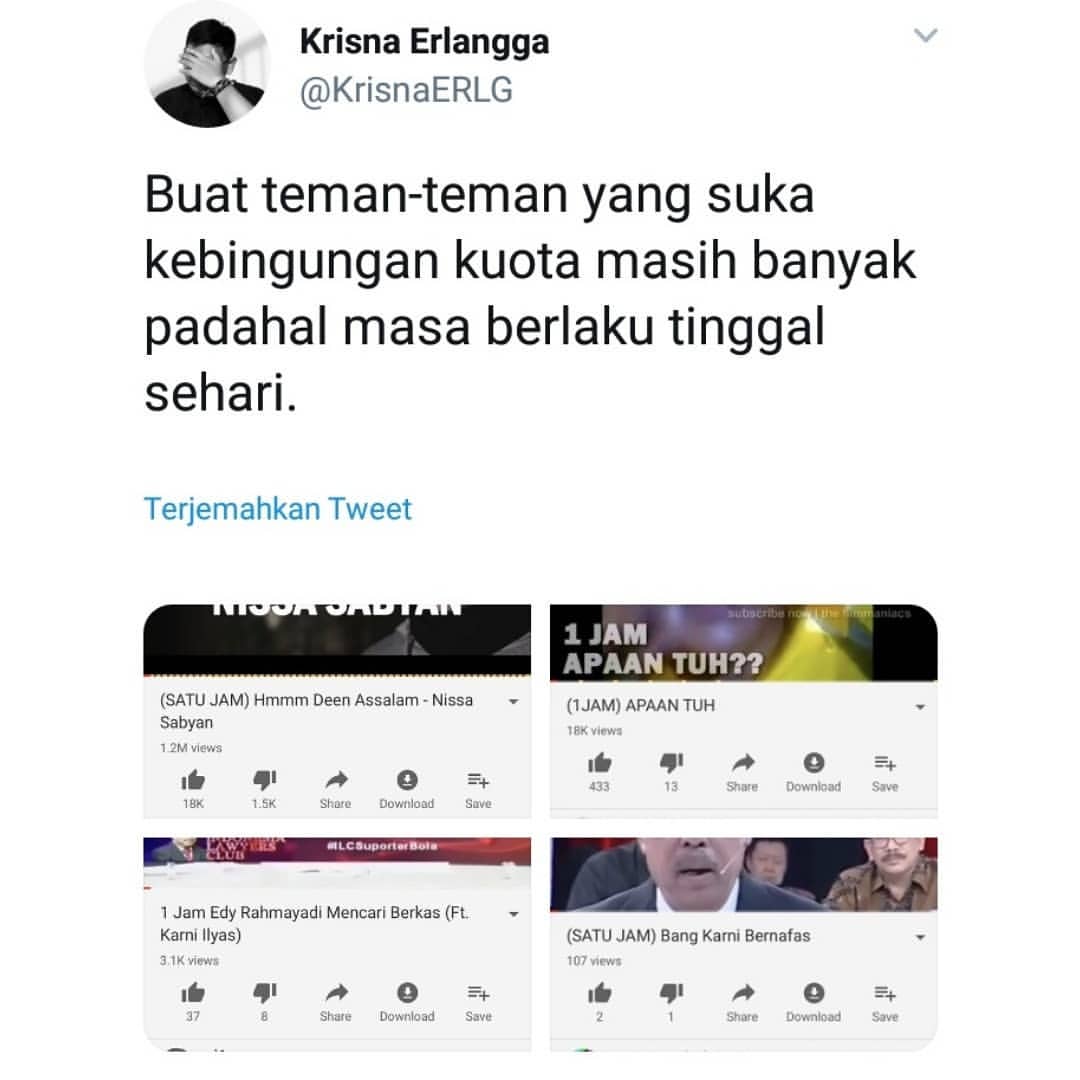 Krisna Erlangga
@KrisnaERLG
Buat teman-teman yang suka
kebingungan kuota masih banyak
padahal masa berlaku tinggal
sehari.
Terjemahkan Tweet
NISSA SABYAN
(SATU JAM) Hmmm Deen Assalam - Nissa
Sabyan
1.2M views
18K 1.5K Share Download Save
subscribe now | the filmmaniacs
1 JAM
APAAN TUH??
(1JAM) APAAN TUH
18K views
433 13 Share Download Save
INDONESIA
LAWYERS
CLUB
#ILCSuporterBola
1 Jam Edy Rahmayadi Mencari Berkas (Ft.
Karni Ilyas)
3.1K views
37 8 Share Download Save
(SATU JAM) Bang Karni Bernafas
107 views
2 1 Share Download Save